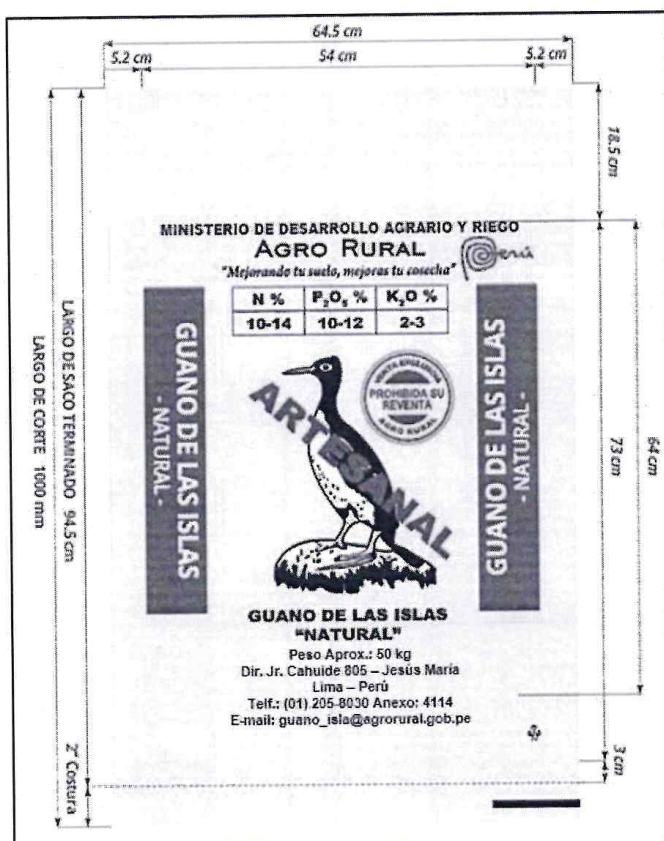 64.5 cm
5.2 cm
54 cm
5.2 cm
18.5 cm
MINISTERIO DE DESARROLLO AGRARIO Y RIEGO
AGRO RURAL
"Mejorando tu suelo, mejoras tu cosecha"
Perú
N % P₂O₅ % K₂O %
10-14 10-12 2-3
GUANO DE LAS ISLAS
- NATURAL -
ARTESANAL
PROHIBIDA SU
REVENTA
AGRO RURAL
GUANO DE LAS ISLAS
- NATURAL -
GUANO DE LAS ISLAS
"NATURAL"
Peso Aprox.: 50 kg
Dir. Jr. Cahuide 805 – Jesús María
Lima – Perú
Telf.: (01) 205-8030 Anexo: 4114
E-mail: guano_isla@agrorural.gob.pe
LARGO DE SACO TERMINADO 94.5 cm
LARGO DE CORTE 1000 mm
2" Costura
73 cm
64 cm
3 cm